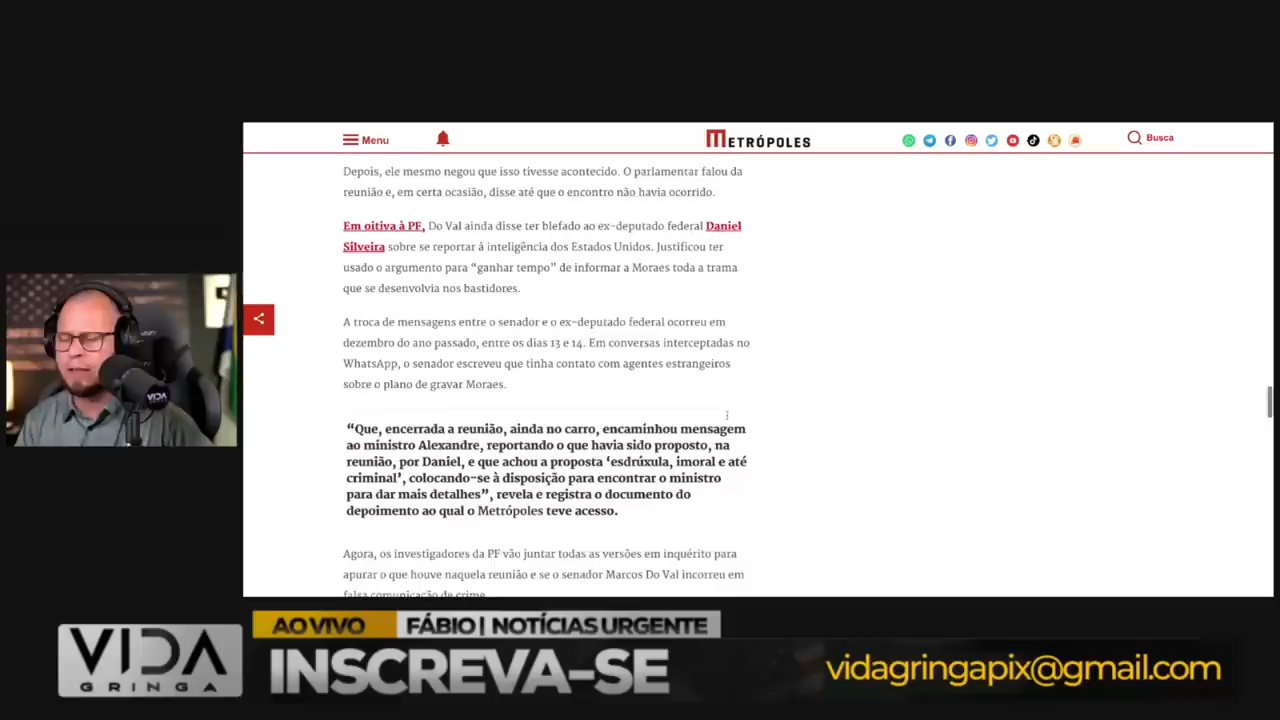 Menu
METRÓPOLES
Busca
Depois, ele mesmo negou que isso tivesse acontecido. O parlamentar falou da
reunião e, em certa ocasião, disse até que o encontro não havia ocorrido.
Em oitiva à PF, Do Val ainda disse ter blefado ao ex-deputado federal Daniel
Silveira sobre se reportar à inteligência dos Estados Unidos. Justificou ter
usado o argumento para “ganhar tempo” de informar a Moraes toda a trama
que se desenvolvia nos bastidores.
A troca de mensagens entre o senador e o ex-deputado federal ocorreu em
dezembro do ano passado, entre os dias 13 e 14. Em conversas interceptadas no
WhatsApp, o senador escreveu que tinha contato com agentes estrangeiros
sobre o plano de gravar Moraes.
“Que, encerrada a reunião, ainda no carro, encaminhou mensagem
ao ministro Alexandre, reportando o que havia sido proposto, na
reunião, por Daniel, e que achou a proposta ‘esdrúxula, imoral e até
criminal’, colocando-se à disposição para encontrar o ministro
para dar mais detalhes”, revela e registra o documento do
depoimento ao qual o Metrópoles teve acesso.
Agora, os investigadores da PF vão juntar todas as versões em inquérito para
apurar o que houve naquela reunião e se o senador Marcos Do Val incorreu em
falsa comunicação de crime.
VIDA
AO VIVO FÁBIO | NOTÍCIAS URGENTE
VIDA
GRINGA
INSCREVA-SE
vidagringapix@gmail.com